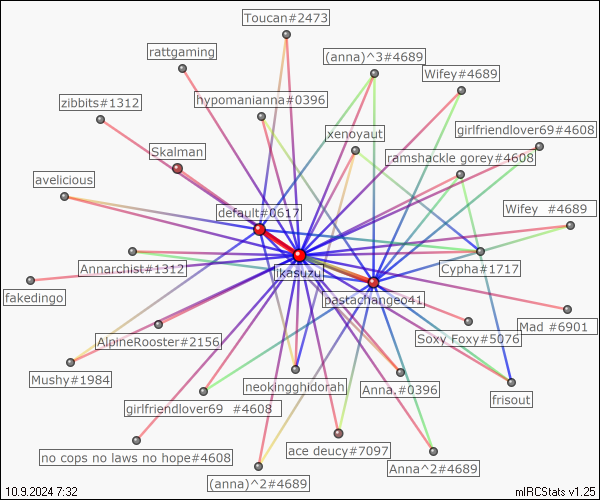 Toucan#2473
rattgaming
(anna)^3#4689
Wifey#4689
zibbits#1312
hypomanianna#0396
girlfriendlover69#4608
xenoyaut
Skalman
ramshackle gorey#4608
avelicious
default#0617
Wifey #4689
Annarchist#1312
jkasuzu
Cypha#1717
fakedingo
pastachangeo41
Mad #6901
AlpineRooster#2156
Soxy Foxy#5076
Mushy#1984
neokingghidorah
Anna,#0396
frisout
girlfriendlover69 #4608
no cops no laws no hope#4608
ace deucy#7097
Anna^2#4689
(anna)^2#4689
10.9.2024 7:32
mIRCStats v1.25